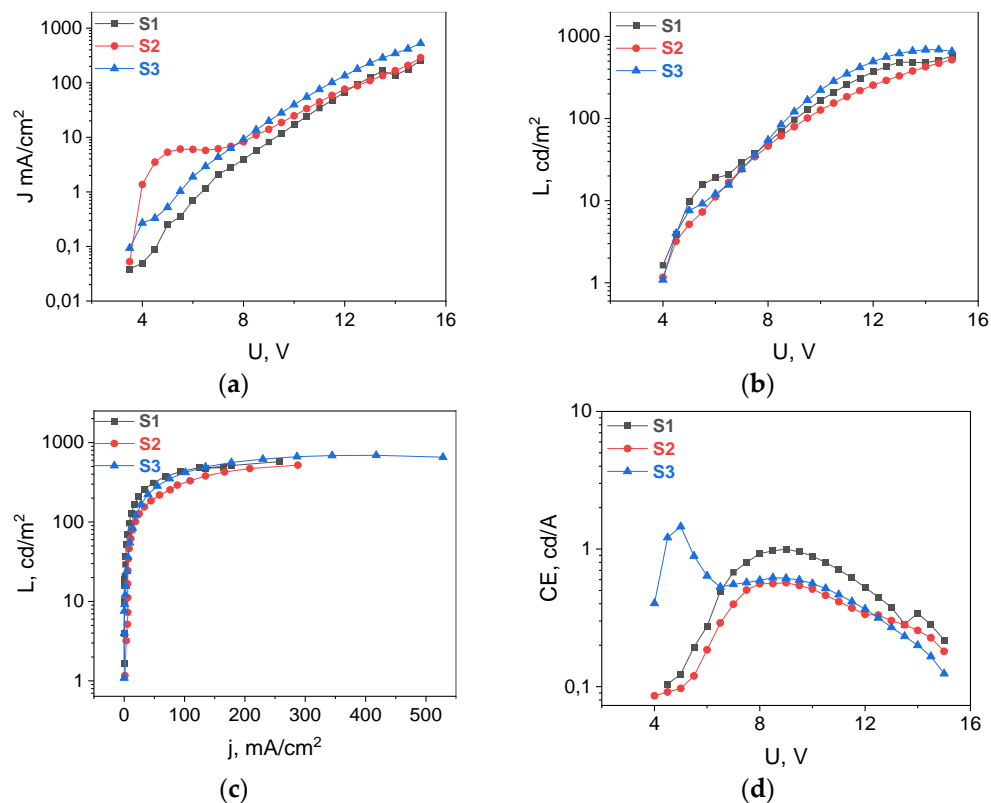 1000
100
10
1
0,1
0,01
J mA/cm²
S1
S2
S3
4
8
12
16
U, V
(a)
1000
100
10
1
L, cd/m²
S1
S2
S3
4
8
12
16
U, V
(b)
1000
100
10
1
L, cd/m²
S1
S2
S3
0
100
200
300
400
500
j, mA/cm²
(c)
10
1
0,1
CE, cd/A
S1
S2
S3
4
8
12
16
U, V
(d)